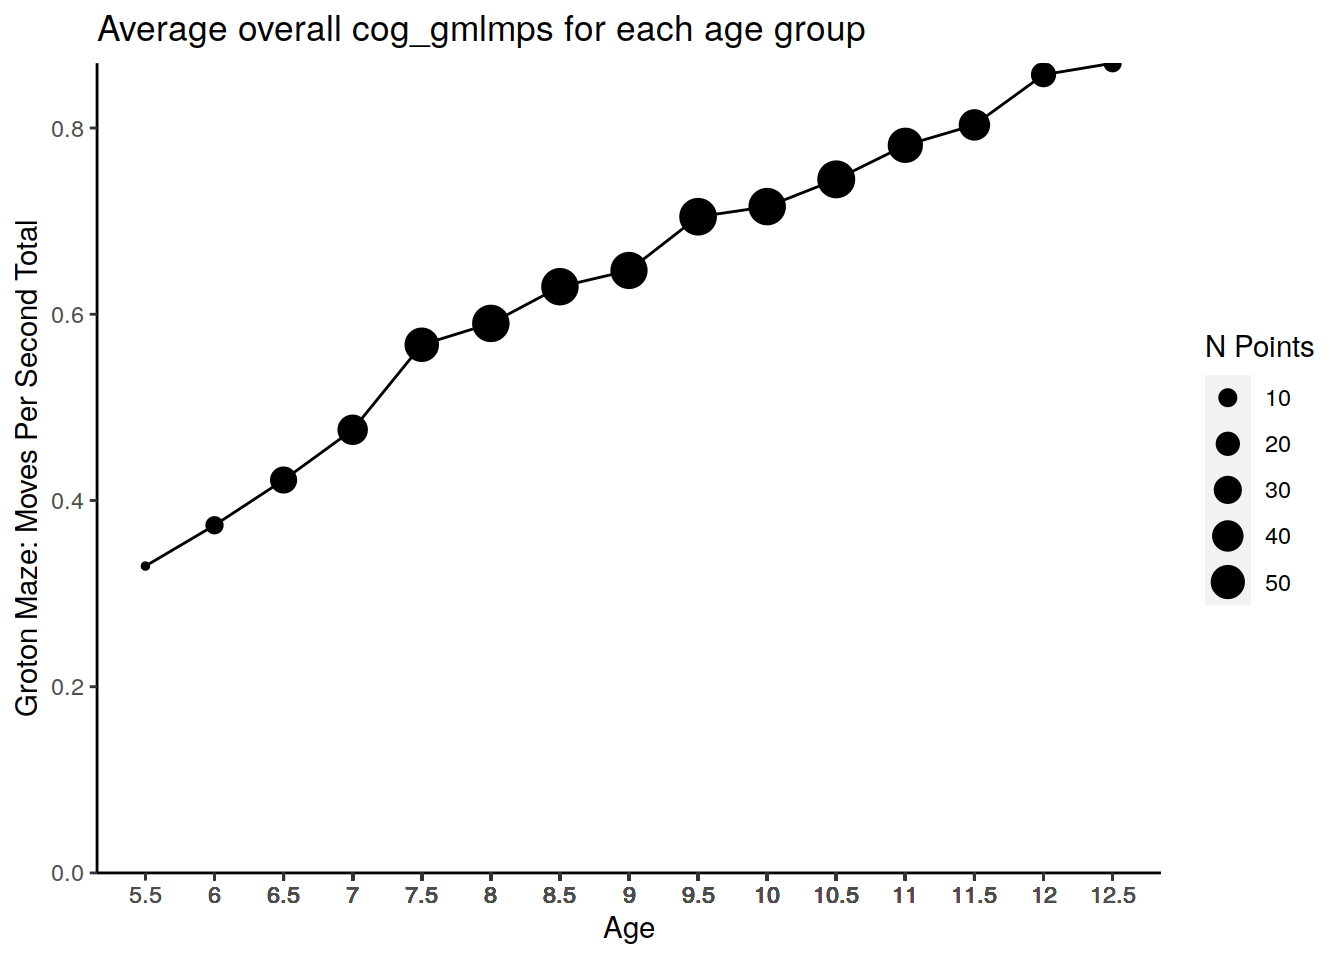 Average overall cog_gmlmps for each age group
Groton Maze: Moves Per Second Total
0.8
0.6
0.4
0.2
0.0
5.5 6 6.5 7 7.5 8 8.5 9 9.5 10 10.5 11 11.5 12 12.5
Age
N Points
10
20
30
40
50